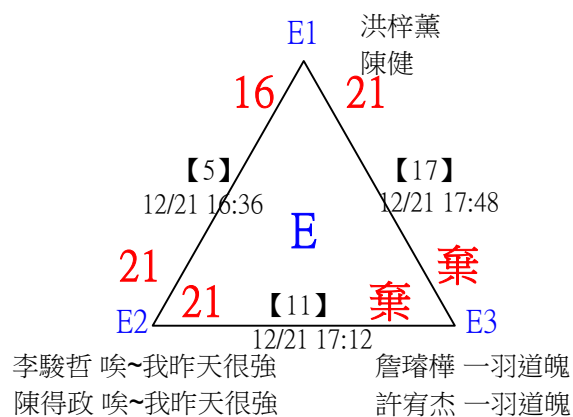 E1
洪梓薰
陳健
16
21
【5】
12/21 16:36
【17】
12/21 17:48
E
21
棄
21
棄
E2
【11】
12/21 17:12
E3
李駿哲 唉~我昨天很強
陳得政 唉~我昨天很強
詹璿樺 一羽道魄
許宥杰 一羽道魄